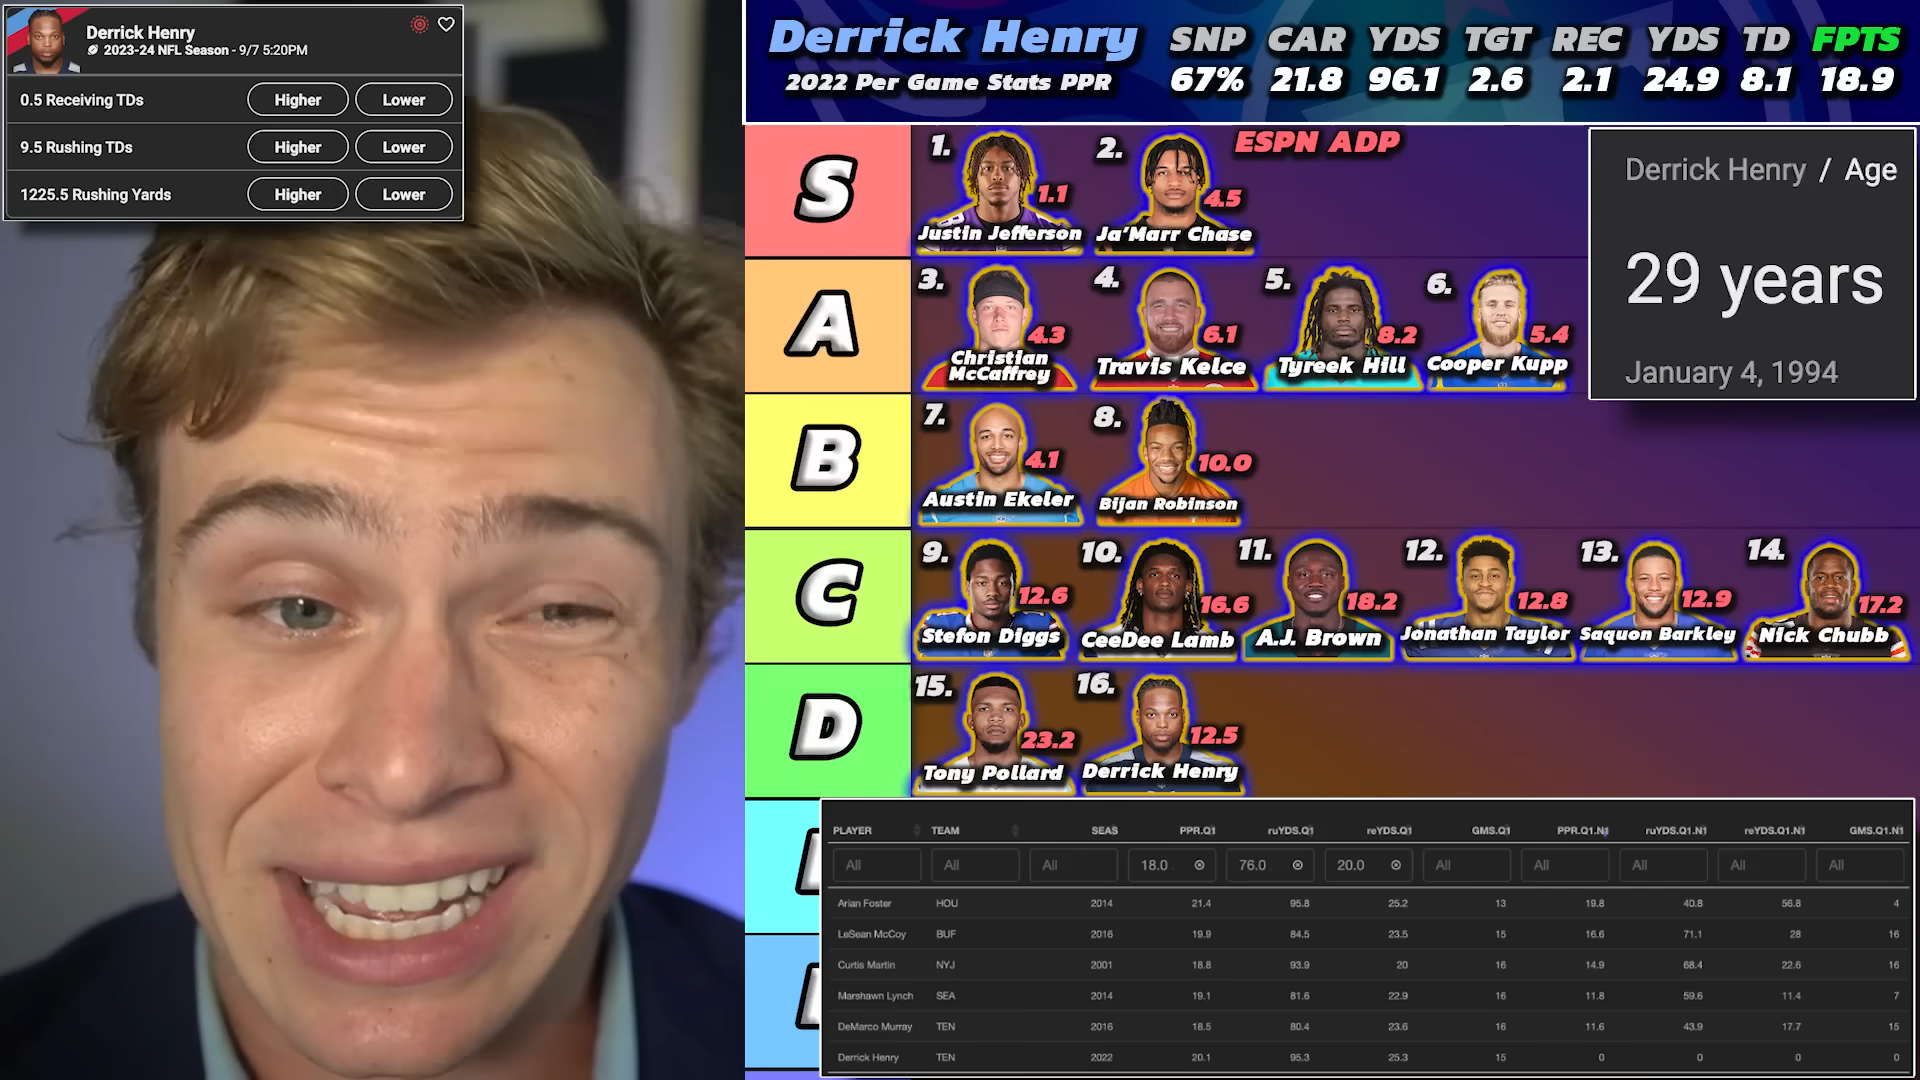 Derrick Henry
2023-24 NFL Season - 9/7 5:20PM
0.5 Receiving TDs Higher Lower
9.5 Rushing TDs Higher Lower
1225.5 Rushing Yards Higher Lower
Derrick Henry SNP CAR YDS TGT REC YDS TD FPTS
2022 Per Game Stats PPR 67% 21.8 96.1 2.6 2.1 24.9 8.1 18.9
ESPN ADP
S
1. 1.1 Justin Jefferson
2. 4.5 Ja'Marr Chase
Derrick Henry / Age
29 years
January 4, 1994
A
3. 4.3 Christian
McCaffrey
4. 6.1 Travis Kelce
5. 8.2 Tyreek Hill
6. 5.4 Cooper Kupp
B
7. 4.1 Austin Ekeler
8. 10.0 Bijan Robinson
C
9. 12.6 Stefon Diggs
10. 16.6 CeeDee Lamb
11. 18.2 A.J. Brown
12. 12.8 Jonathan Taylor
13. 12.9 Saquon Barkley
14. 17.2 Nick Chubb
D
15. 23.2 Tony Pollard
16. 12.5 Derrick Henry
PLAYER TEAM SEAS PPR.Q1 ruYDS.Q1 reYDS.Q1 GMS.Q1 PPR.Q1.N1 ruYDS.Q1.N1 reYDS.Q1.N1 GMS.Q1.N1
All All All 18.0 76.0 20.0 All All All All All
Arian Foster HOU 2014 21.4 95.8 25.2 13 19.8 40.8 56.8 4
LeSean McCoy BUF 2016 19.9 84.5 23.5 15 16.6 71.1 28 16
Curtis Martin NYJ 2001 18.8 93.9 20 16 14.9 68.4 22.6 16
Marshawn Lynch SEA 2014 19.1 81.6 22.9 16 11.8 59.6 11.4 7
DeMarco Murray TEN 2016 18.5 80.4 23.6 16 11.6 43.9 17.7 15
Derrick Henry TEN 2022 20.1 95.3 25.3 15 0 0 0 0